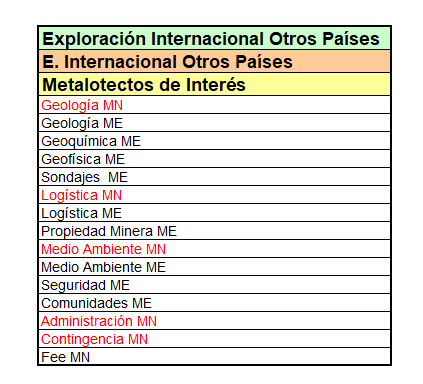 Exploración Internacional Otros Países
E. Internacional Otros Países
Metalotectos de Interés
Geología MN
Geología ME
Geoquímica ME
Geofísica ME
Sondajes  ME
Logística MN
Logística ME
Propiedad Minera ME
Medio Ambiente MN
Medio Ambiente ME
Seguridad ME
Comunidades ME
Administración MN
Contingencia MN
Fee MN